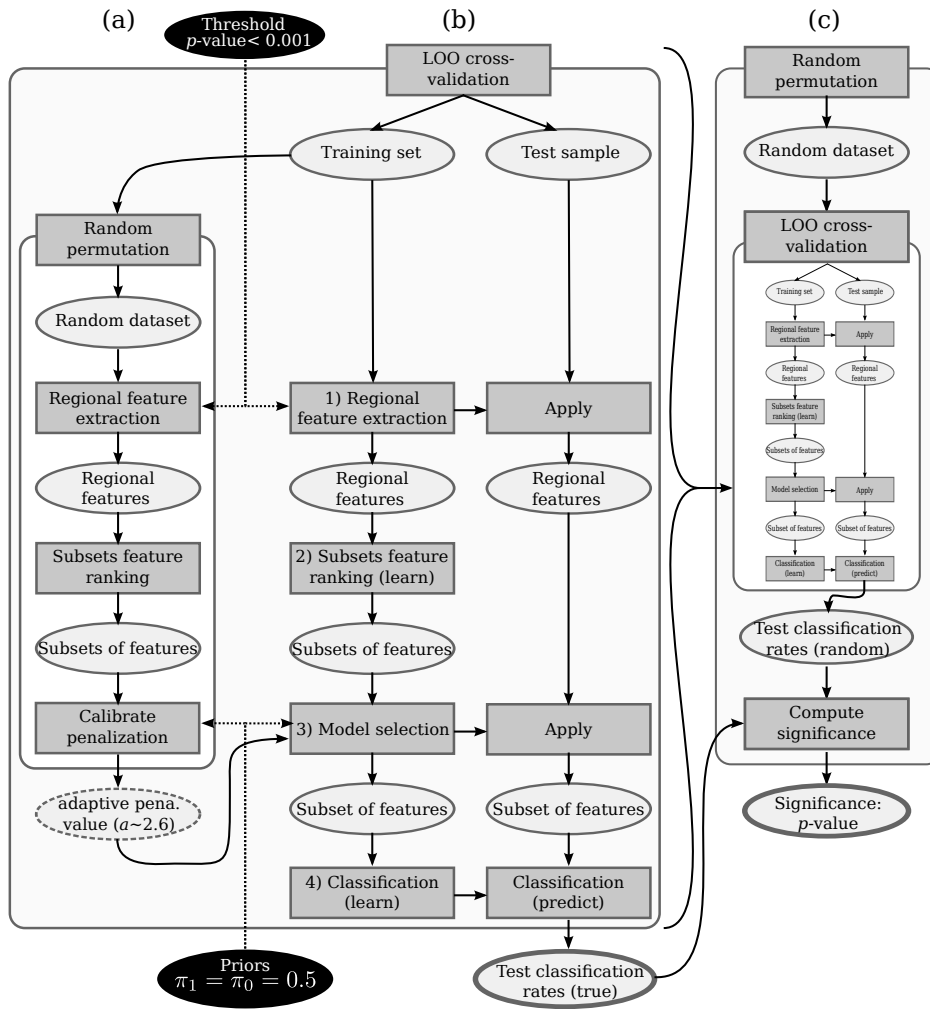 (a)
(b)
(c)
Threshold
p-value< 0.001
LOO cross-
validation
Training set
Test sample
Random
permutation
Random dataset
Regional feature
extraction
Regional
features
Subsets feature
ranking
Subsets of features
Calibrate
penalization
adaptive pena.
value (a~2.6)
1) Regional
feature extraction
Regional
features
2) Subsets feature
ranking (learn)
Subsets of features
3) Model selection
Subset of features
4) Classification
(learn)
Apply
Regional
features
Apply
Subset of features
Classification
(predict)
Test classification
rates (true)
Priors
π₁ = π₀ = 0.5
Random
permutation
Random dataset
LOO cross-
validation
Training set
Test sample
Regional feature
extraction
Apply
Regional
features
Regional
features
Subsets feature
ranking (learn)
Subsets of features
Model selection
Apply
Subset of features
Subset of features
Classification
(learn)
Classification
(predict)
Test classification
rates (random)
Compute
significance
Significance:
p-value